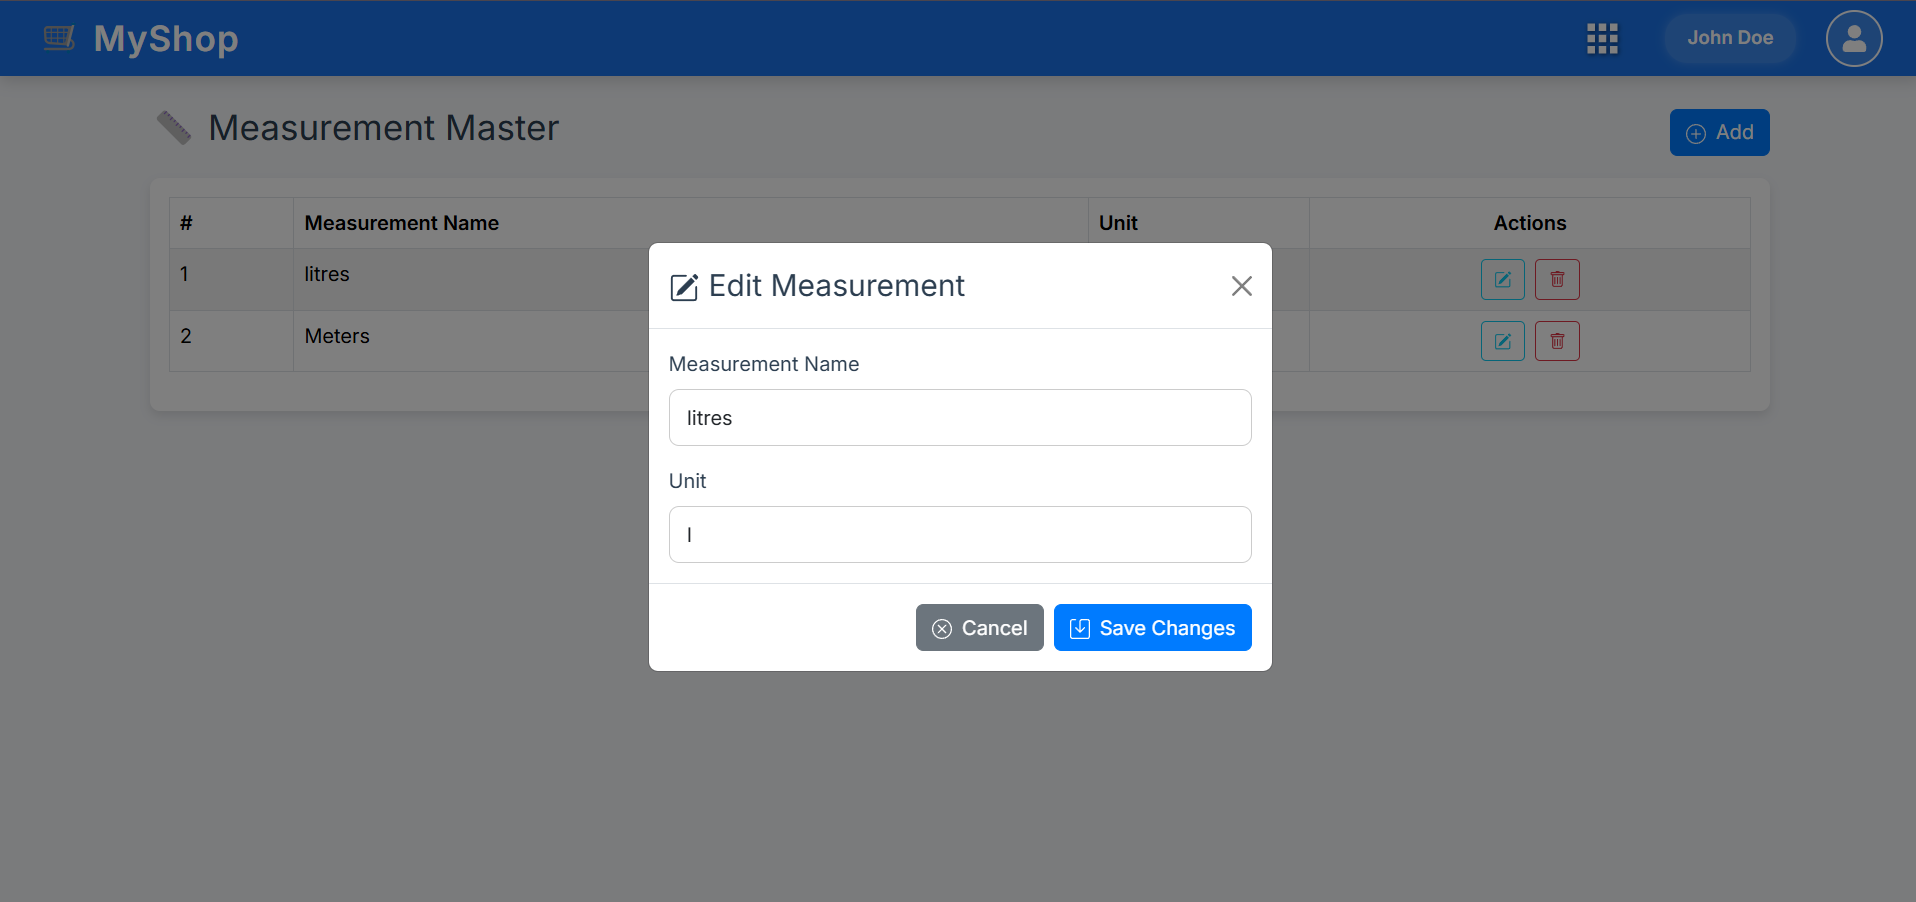 MyShop
John Doe
Measurement Master
Add
# Measurement Name Unit Actions
1 litres
2 Meters
Edit Measurement
Measurement Name
litres
Unit
l
Cancel Save Changes